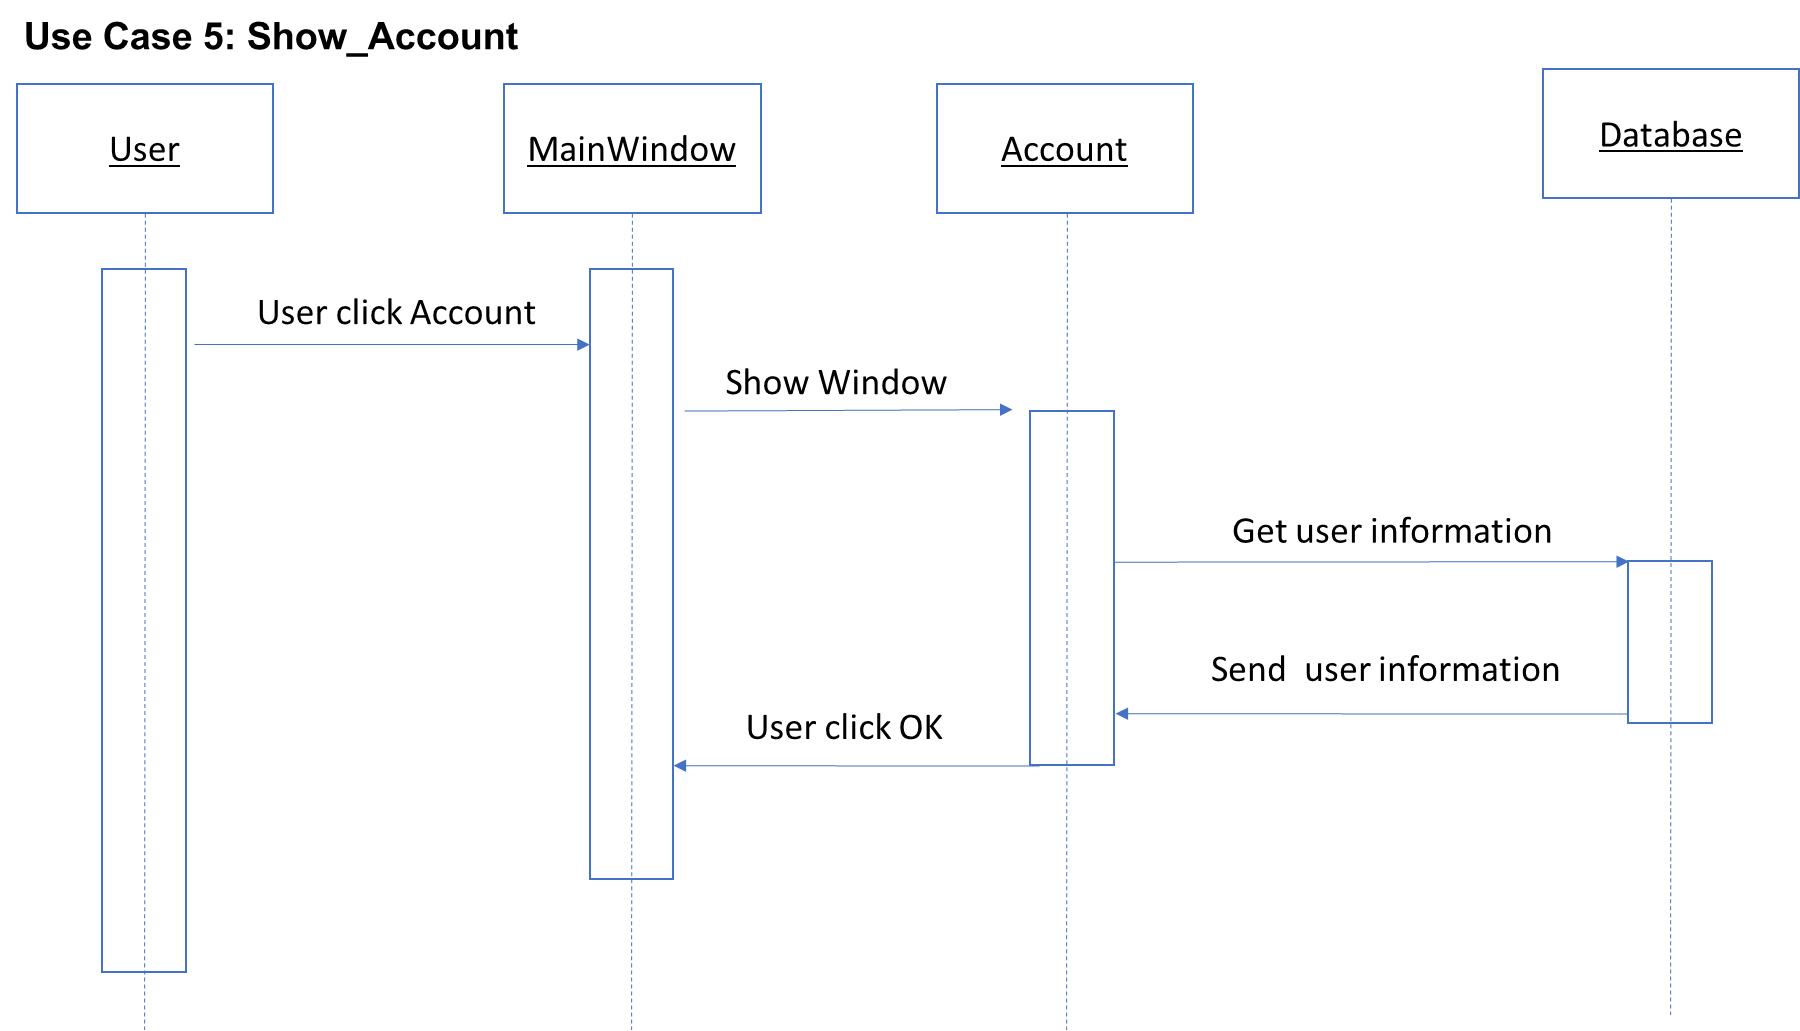 Use Case 5: Show_Account
User
MainWindow
Account
Database
User click Account
Show Window
Get user information
Send  user information
User click OK